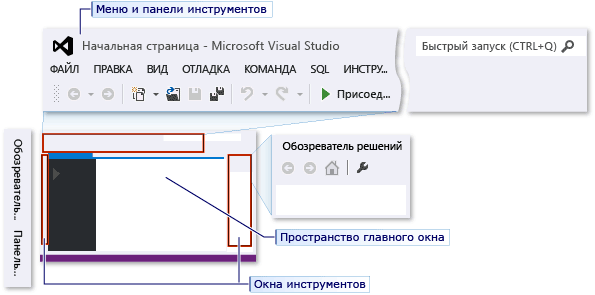 Меню и панели инструментов
Начальная страница - Microsoft Visual Studio
Быстрый запуск (CTRL+Q)
ФАЙЛ ПРАВКА ВИД ОТЛАДКА КОМАНДА SQL ИНСТРУ...
Присоед...
Обозреватель... Панель...
Обозреватель решений
Пространство главного окна
Окна инструментов